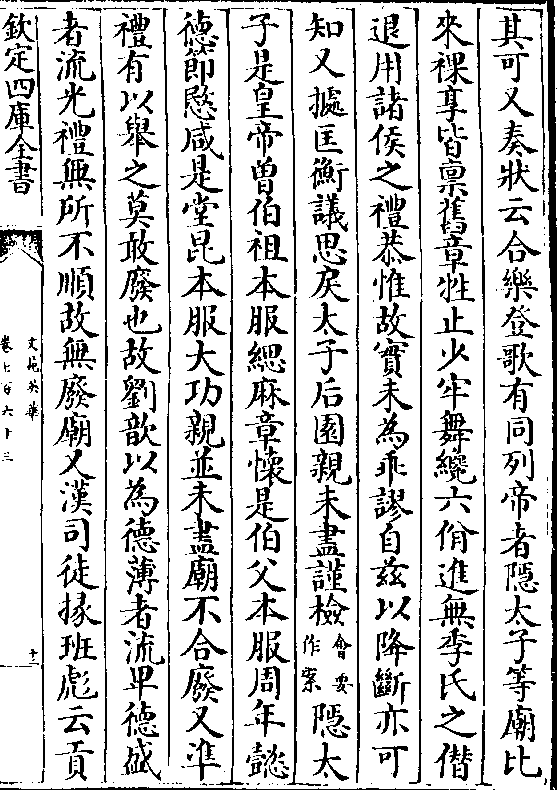 其可又奏狀云合樂登歌有同列帝者隱太子等廟比
來祼享皆禀舊章牲止少牢舞纔六佾進無季氏之僭
退用諸侯之禮恭惟故實未為乖謬自兹以降斷亦可
知又據匡衡議思戾太子后園親未盡謹檢會要作案隱太
子是皇帝曾伯祖本服緦麻章懷是伯父本服周年懿
德節愍咸是堂昆本服大功親並未盡廟不合廢又凖
禮有以舉之莫敢廢也故劉歆以為德薄者流卑德盛
者流光禮無所不順故無廢廟又漢司徒掾班彪云貢
欽定四庫全書
文苑英華
卷七百六十三
十二